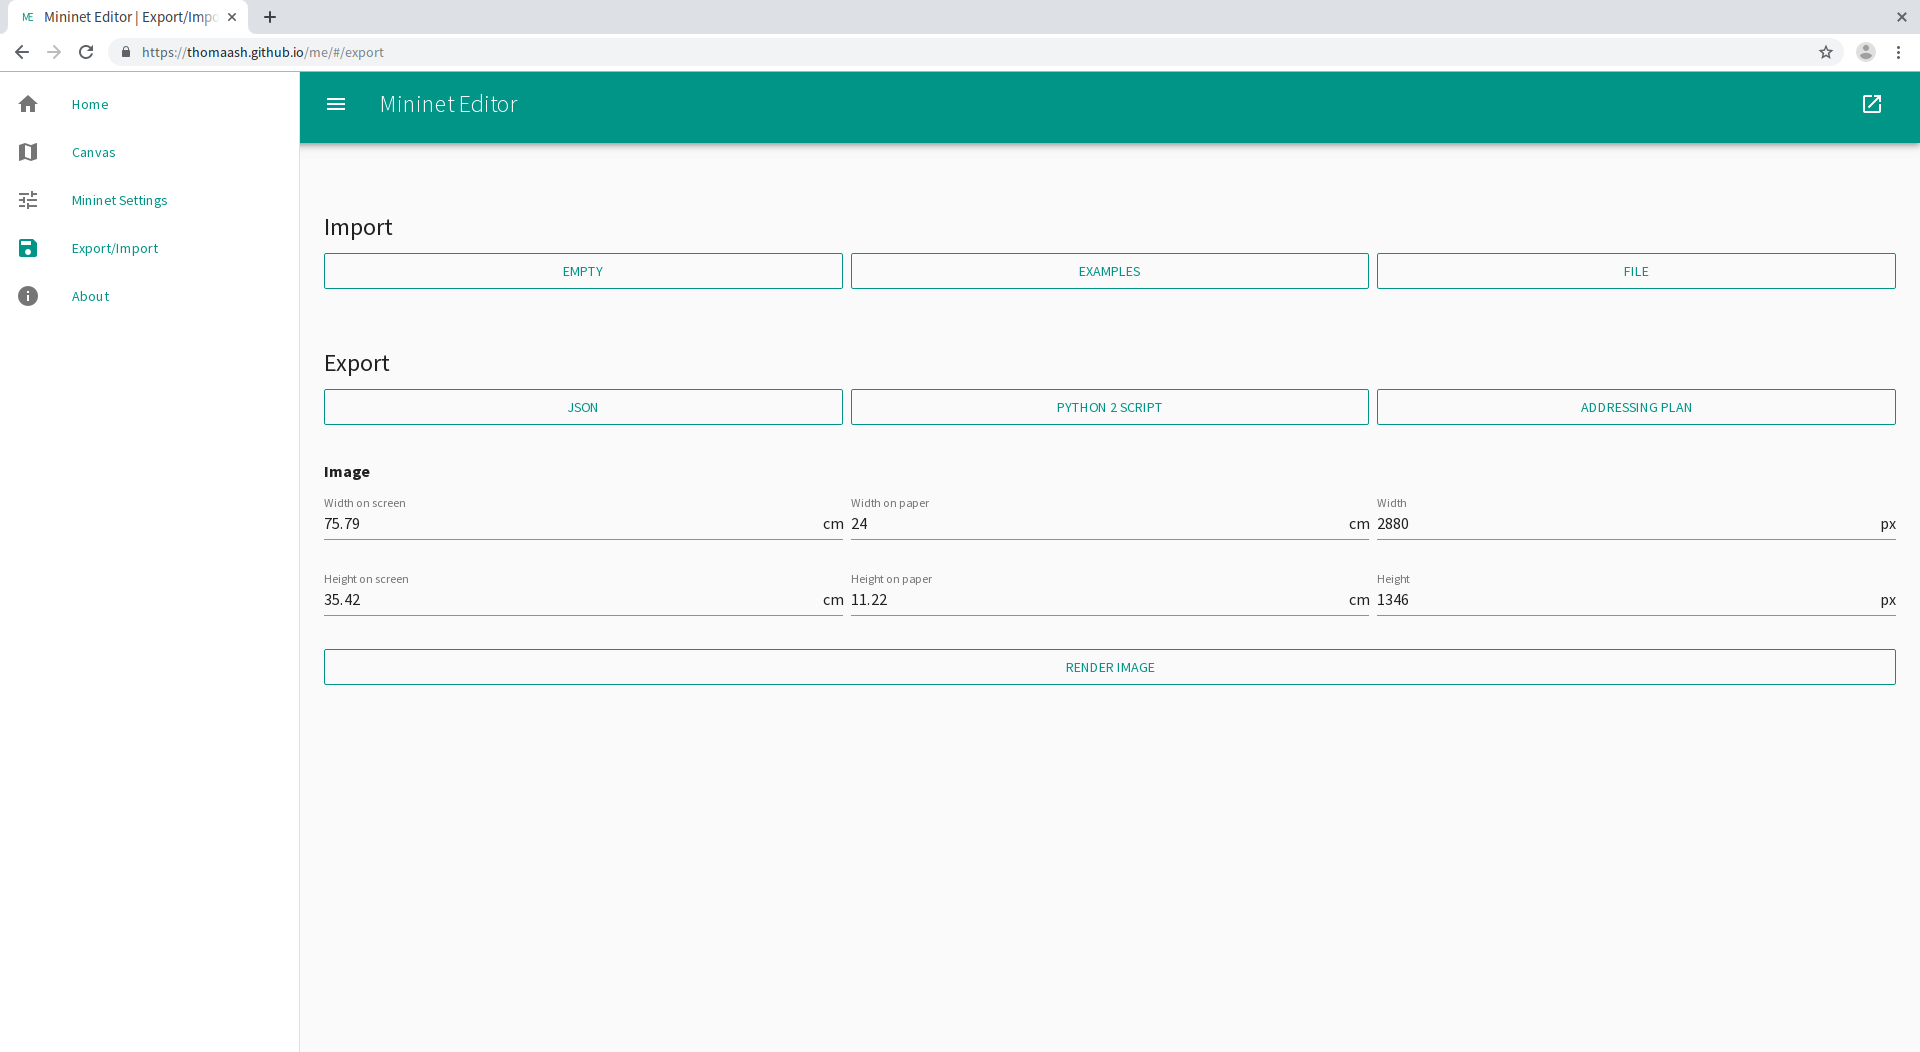 ME Mininet Editor | Export/Impo
https://thomaash.github.io/me/#/export
Home
Canvas
Mininet Settings
Export/Import
About
Mininet Editor
Import
EMPTY
EXAMPLES
FILE
Export
JSON
PYTHON 2 SCRIPT
ADDRESSING PLAN
Image
Width on screen
75.79 cm
Width on paper
24 cm
Width
2880 px
Height on screen
35.42 cm
Height on paper
11.22 cm
Height
1346 px
RENDER IMAGE